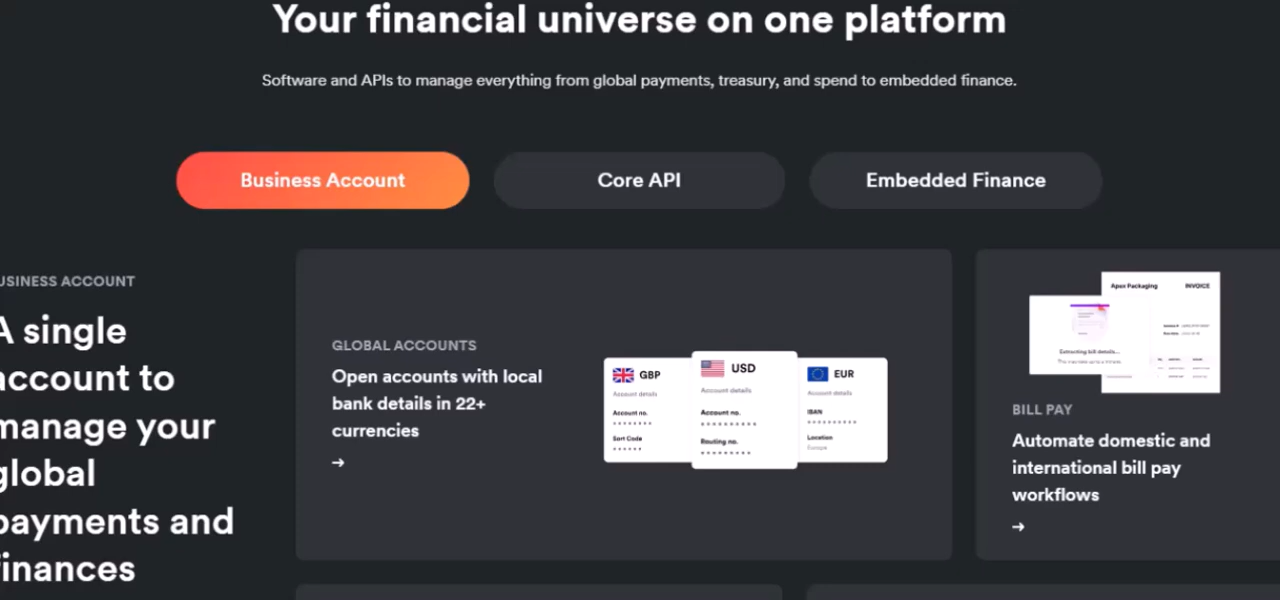 Your financial universe on one platform
Software and APIs to manage everything from global payments, treasury, and spend to embedded finance.
Business Account
Core API
Embedded Finance
USINESS ACCOUNT
A single
account to
manage your
global
payments and
finances
GLOBAL ACCOUNTS
Open accounts with local
bank details in 22+
currencies
→
GBP
Account details
Account no.
Sort Code
USD
Account details
Account no.
Routing no.
EUR
Account details
IBAN
Location
Europe
Apex Packaging
INVOICE
Extracting bill details...
BILL PAY
Automate domestic and
international bill pay
workflows
→